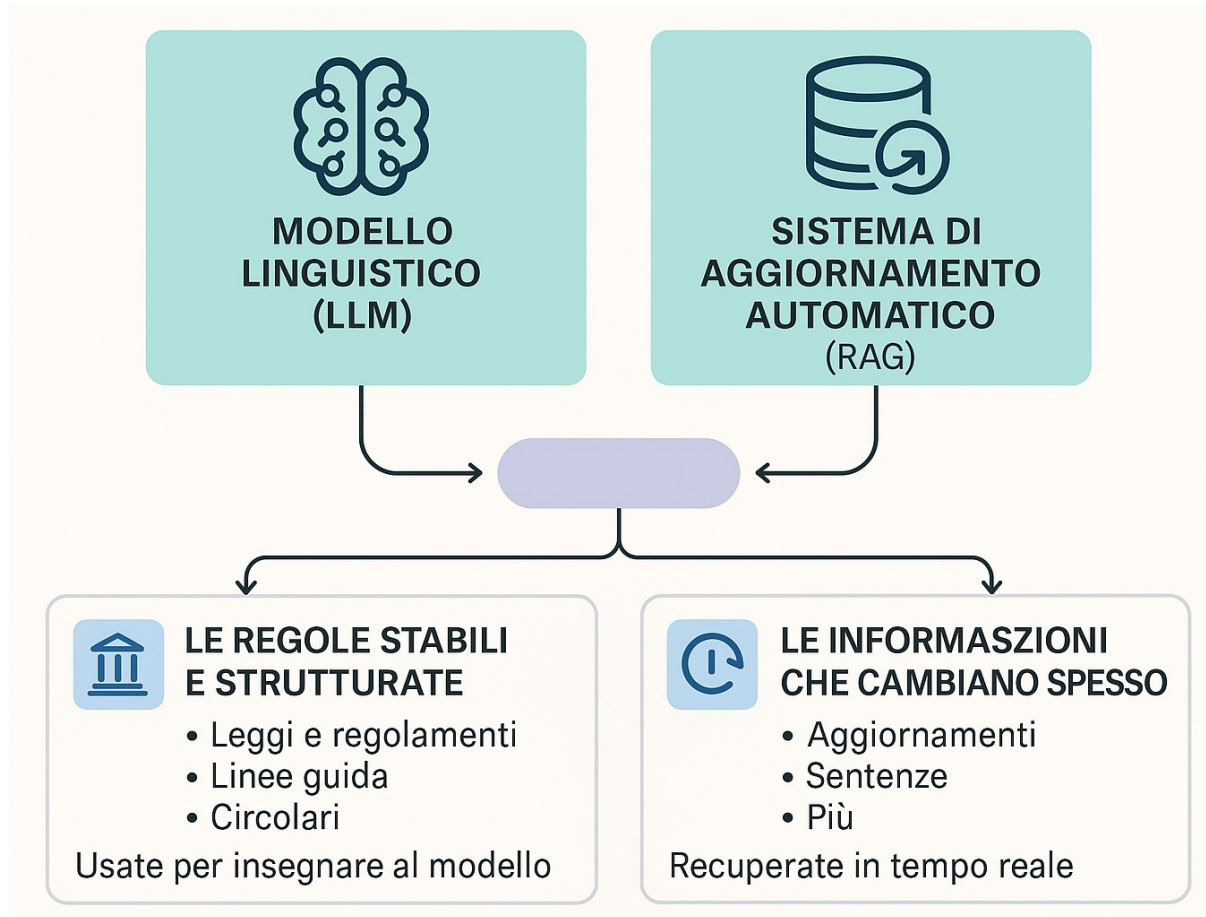 MODELLO
LINGUISTICO
(LLM)
SISTEMA DI
AGGIORNAMENTO
AUTOMATICO
(RAG)
LE REGOLE STABILI
E STRUTTURATE
• Leggi e regolamenti
• Linee guida
• Circolari
Usate per insegnare al modello
LE INFORMASZIONI
CHE CAMBIANO SPESSO
• Aggiornamenti
• Sentenze
• Più
Recuperate in tempo reale